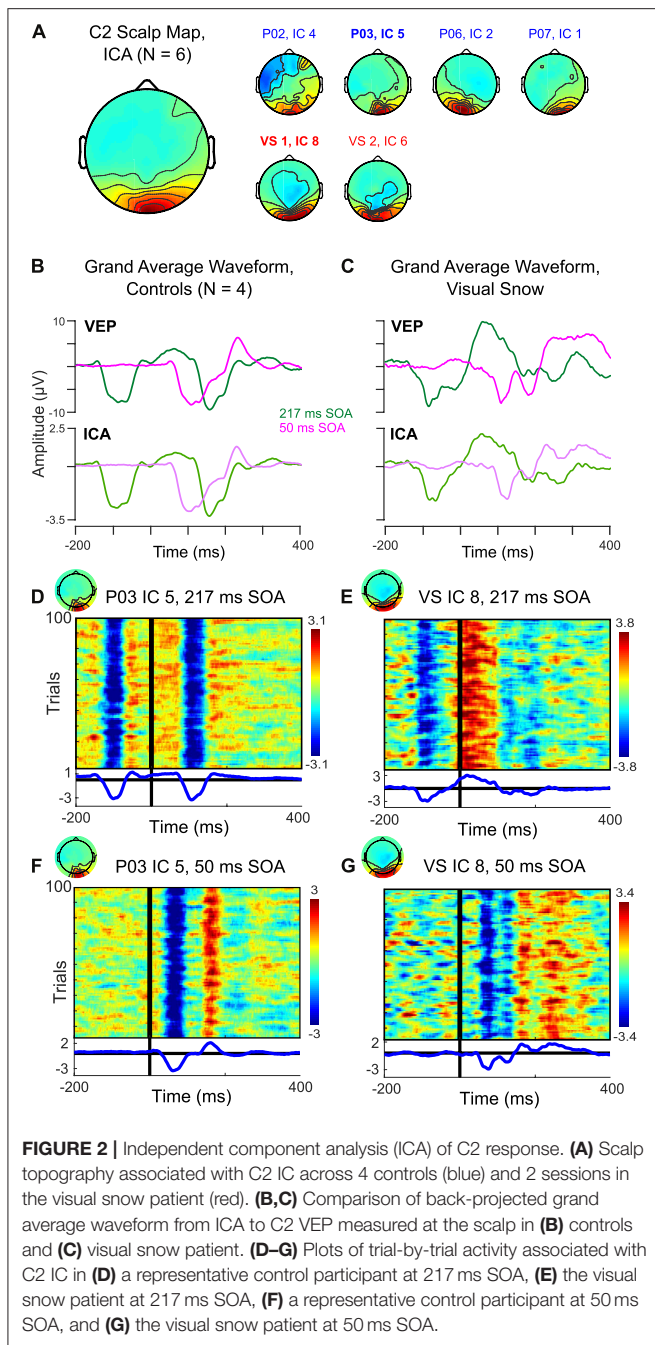 A
C2 Scalp Map,
ICA (N = 6)
P02, IC 4
P03, IC 5
P06, IC 2
P07, IC 1
VS 1, IC 8
VS 2, IC 6
B
Grand Average Waveform,
Controls (N = 4)
C
Grand Average Waveform,
Visual Snow
VEP
VEP
10
-10
Amplitude (µV)
217 ms SOA
50 ms SOA
ICA
ICA
2.5
-3.5
-200
400
Time (ms)
-200
400
Time (ms)
D
P03 IC 5, 217 ms SOA
100
Trials
3.1
-3.1
1
-3
-200
400
Time (ms)
E
VS IC 8, 217 ms SOA
3.8
-3.8
3
-3
-200
400
Time (ms)
F
P03 IC 5, 50 ms SOA
100
Trials
3
-3
2
-3
-200
400
Time (ms)
G
VS IC 8, 50 ms SOA
3.4
-3.4
2
-3
-200
400
Time (ms)
FIGURE 2 | Independent component analysis (ICA) of C2 response. (A) Scalp
topography associated with C2 IC across 4 controls (blue) and 2 sessions in
the visual snow patient (red). (B,C) Comparison of back-projected grand
average waveform from ICA to C2 VEP measured at the scalp in (B) controls
and (C) visual snow patient. (D–G) Plots of trial-by-trial activity associated with
C2 IC in (D) a representative control participant at 217 ms SOA, (E) the visual
snow patient at 217 ms SOA, (F) a representative control participant at 50 ms
SOA, and (G) the visual snow patient at 50 ms SOA.